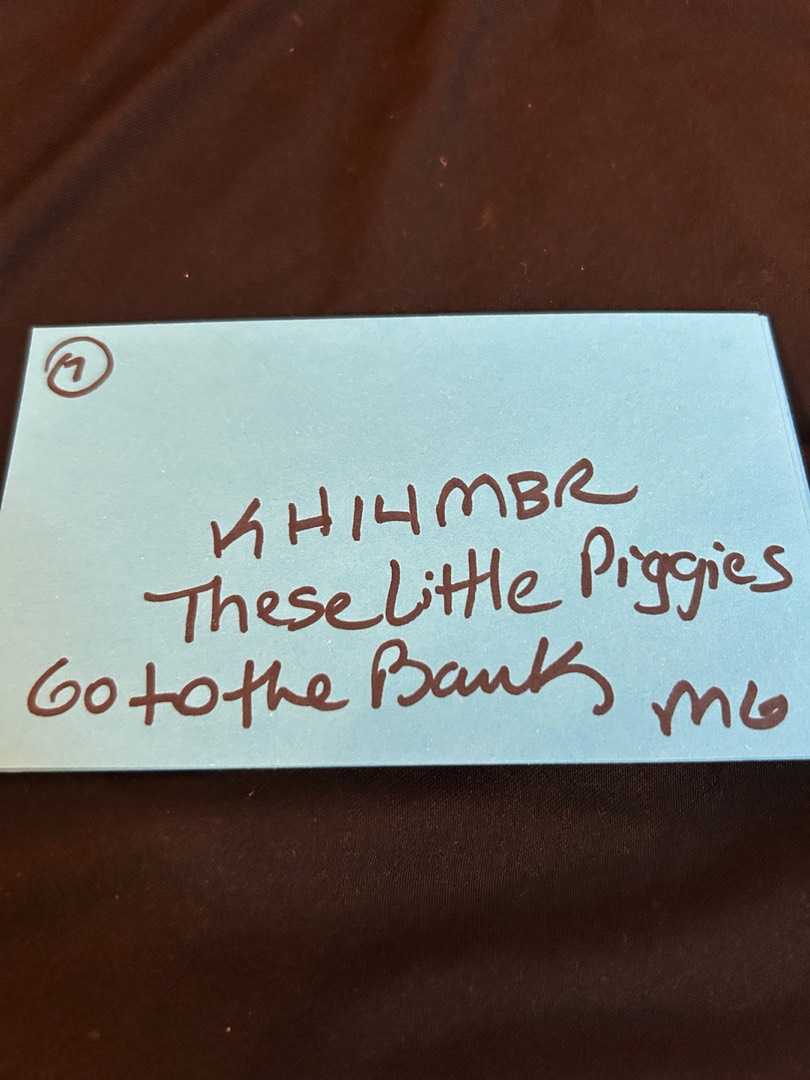 KH14MBR
These Little Piggies
Go to the Bank MG